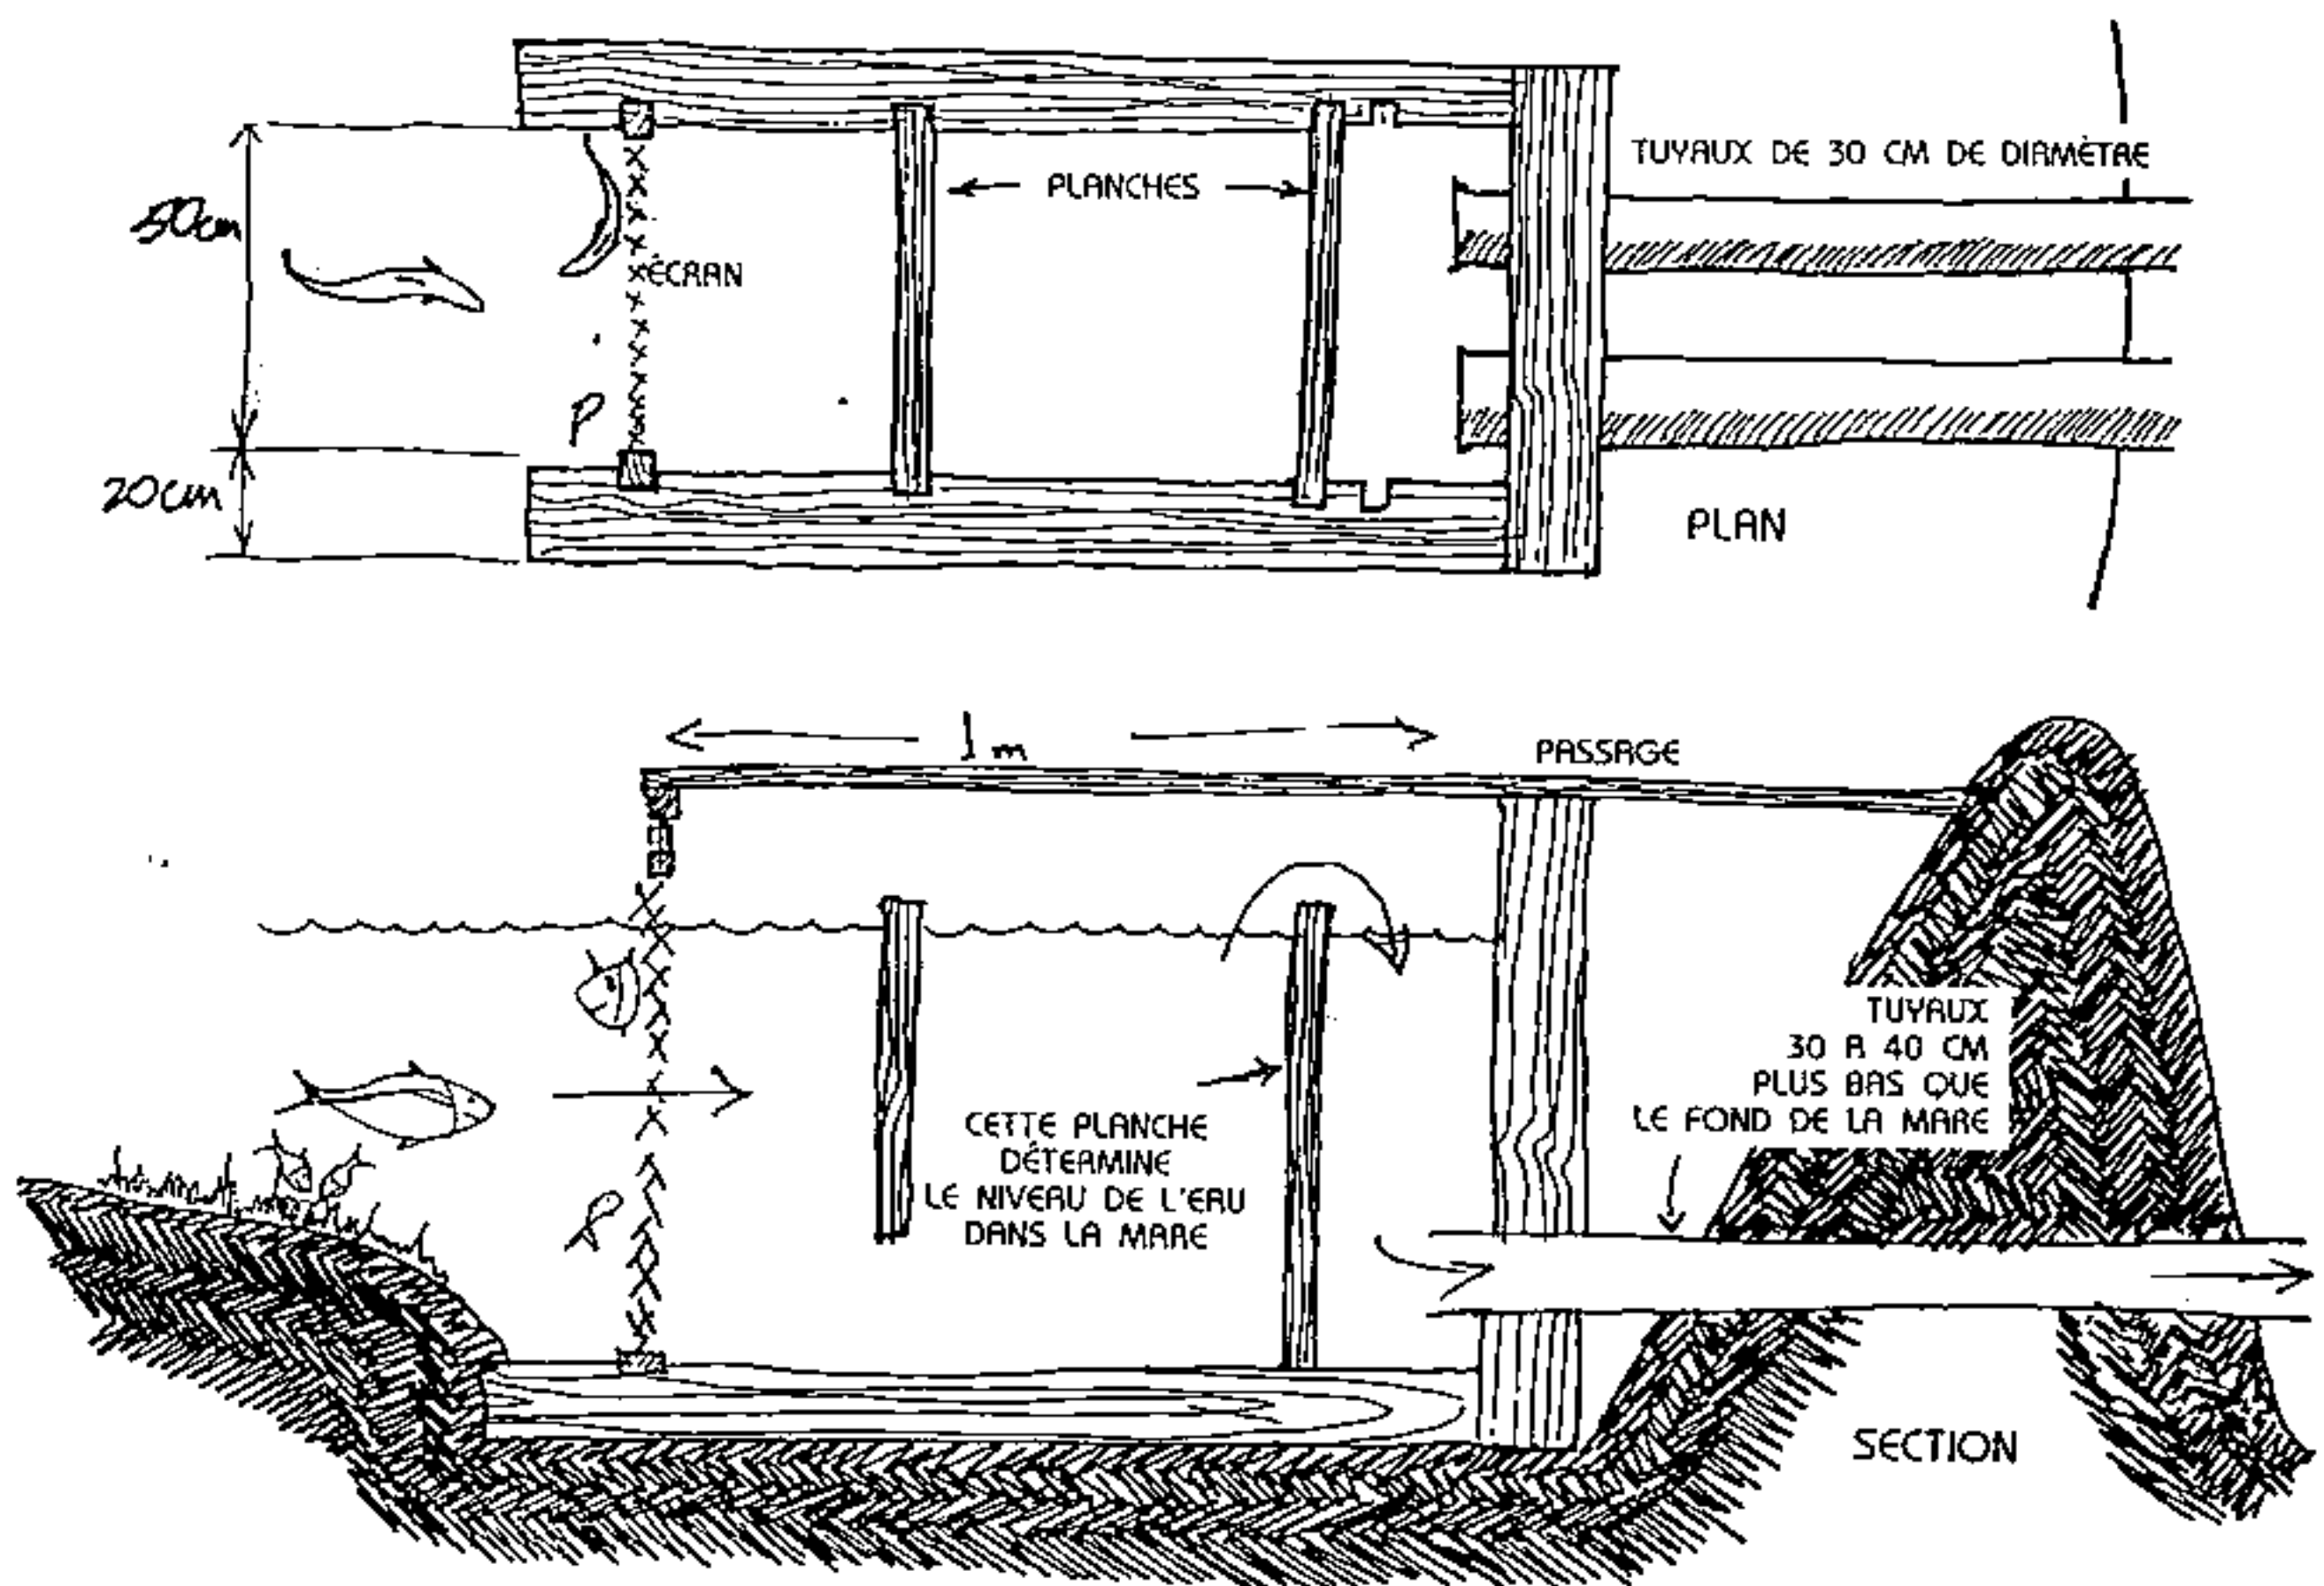 TUYAUX DE 30 CM DE DIAMÈTRE
50cm
PLANCHES
ÉCRAN
20cm
PLAN
1 m
PASSAGE
TUYAUX
30 A 40 CM
PLUS BAS QUE
LE FOND DE LA MARE
CETTE PLANCHE
DÉTERMINE
LE NIVEAU DE L'EAU
DANS LA MARE
SECTION